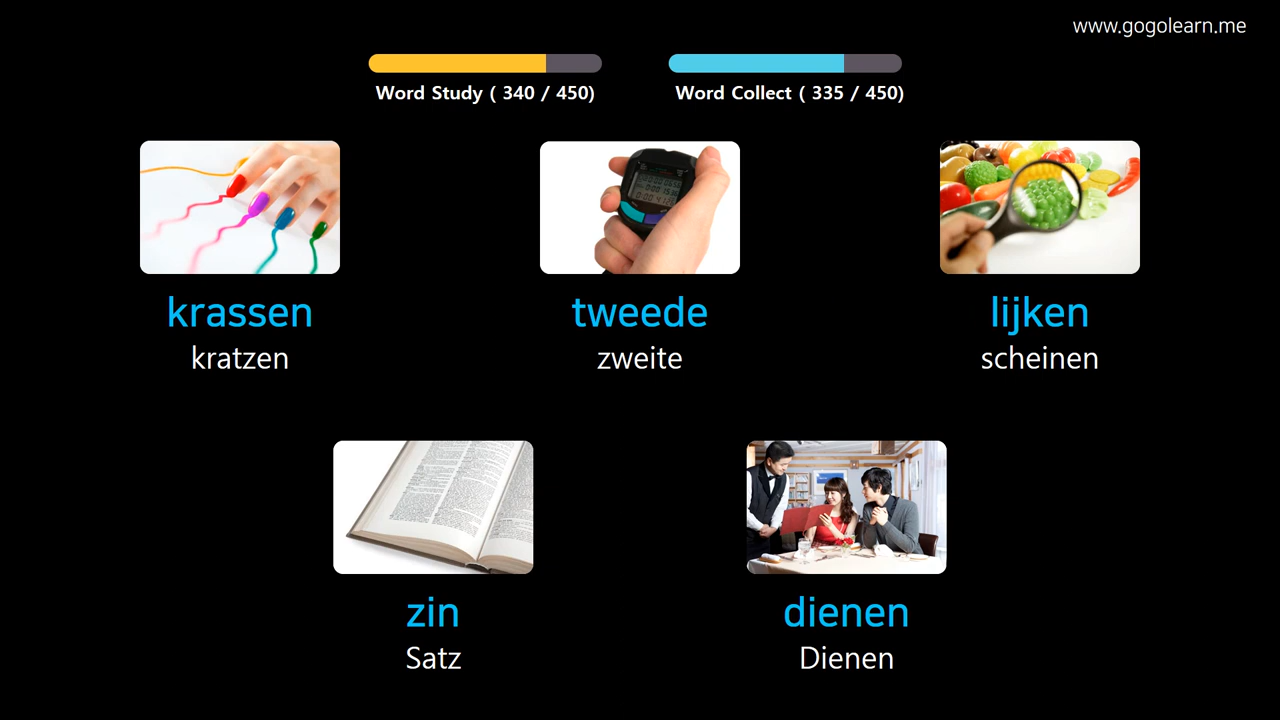 www.gogolearn.me
Word Study ( 340 / 450)
Word Collect ( 335 / 450)
krassen
kratzen
tweede
zweite
lijken
scheinen
zin
Satz
dienen
Dienen